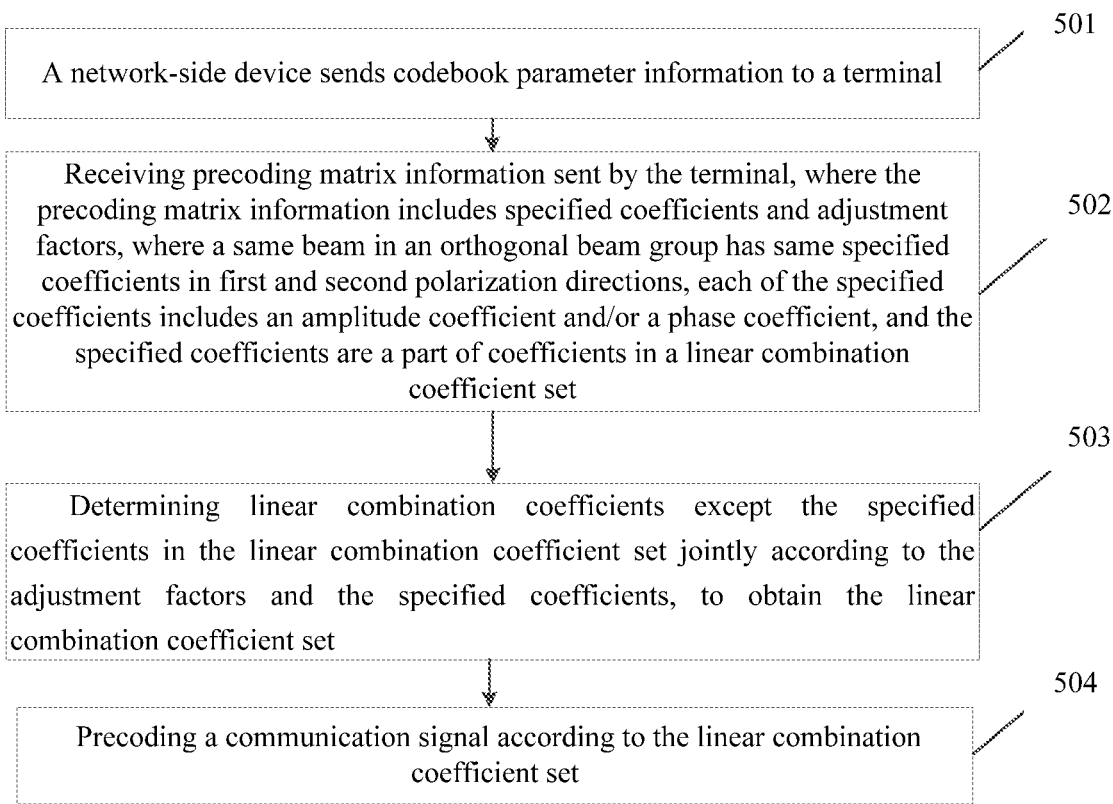 501
A network-side device sends codebook parameter information to a terminal
Receiving precoding matrix information sent by the terminal, where the
precoding matrix information includes specified coefficients and adjustment
factors, where a same beam in an orthogonal beam group has same specified
coefficients in first and second polarization directions, each of the specified
coefficients includes an amplitude coefficient and/or a phase coefficient, and the
specified coefficients are a part of coefficients in a linear combination
coefficient set
502
503
Determining linear combination coefficients except the specified
coefficients in the linear combination coefficient set jointly according to the
adjustment factors and the specified coefficients, to obtain the linear
combination coefficient set
504
Precoding a communication signal according to the linear combination
coefficient set